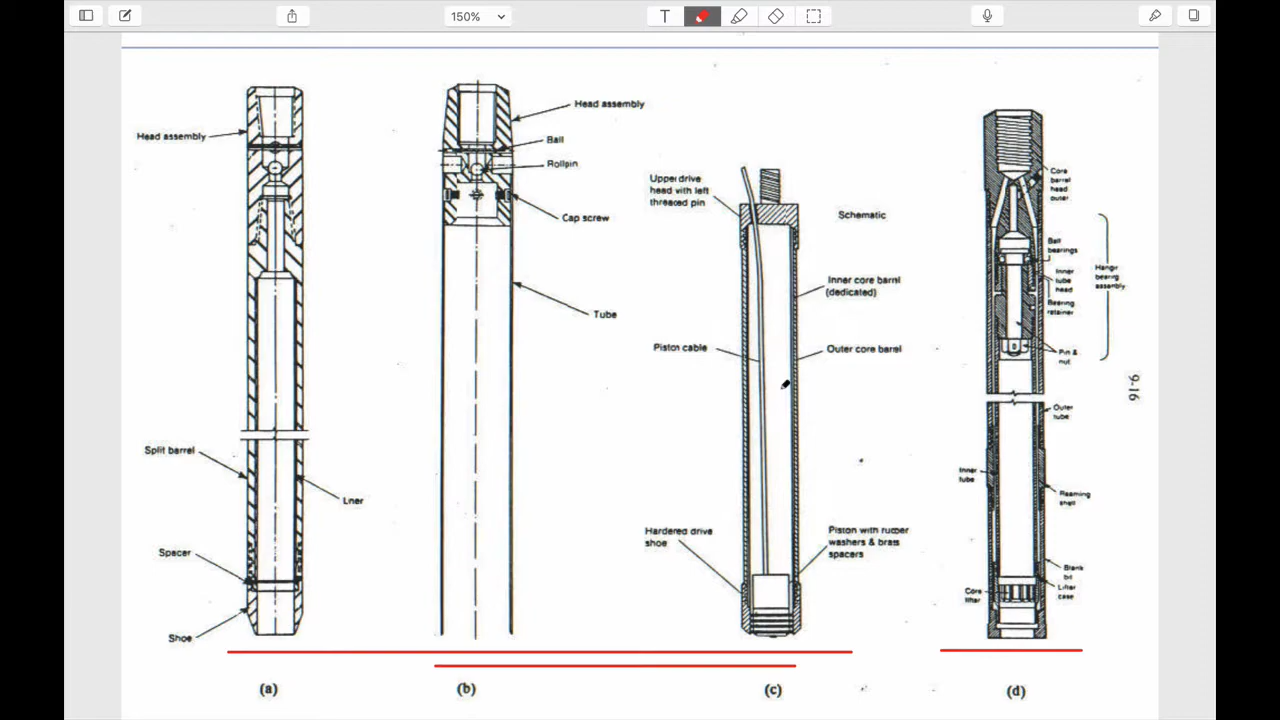 150%
T
Head assembly
Split barrel
Liner
Spacer
Shoe
(a)
Head assembly
Ball
Rollpin
Cap screw
Tube
(b)
Upper drive
head with left
threaded pin
Schematic
Inner core barrel
(dedicated)
Piston cable
Outer core barrel
Hardered drive
shoe
Piston with rubber
washers & brass
spacers
(c)
Core
barrel
head
outer
Ball
bearings
Inner
tube
head
Bearing
retainer
Hangr
bearing
assembly
Pin &
nut
Outer
tube
Inner
tube
Reaming
shell
Blank
bit
Lifter
case
Core
lifter
(d)
9-16